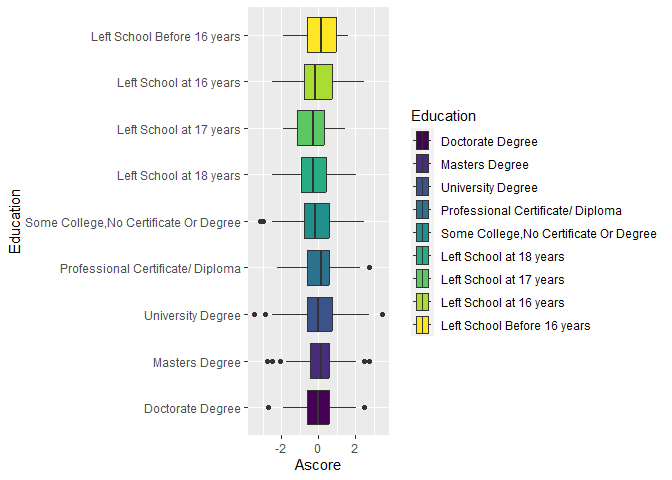 Left School Before 16 years
Left School at 16 years
Left School at 17 years
Left School at 18 years
Some College,No Certificate Or Degree
Professional Certificate/ Diploma
University Degree
Masters Degree
Doctorate Degree
Education
-2 0 2
Ascore
Education
Doctorate Degree
Masters Degree
University Degree
Professional Certificate/ Diploma
Some College,No Certificate Or Degree
Left School at 18 years
Left School at 17 years
Left School at 16 years
Left School Before 16 years